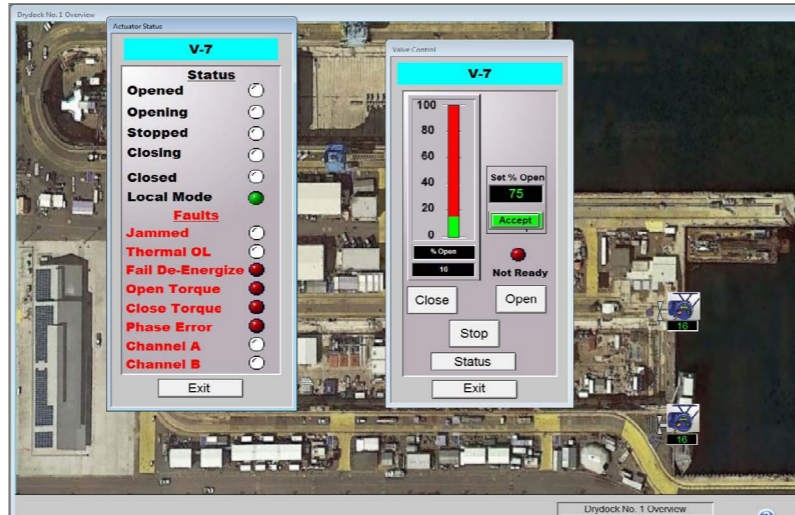 Drydock No. 1 Overview
Actuator Status
V-7
Status
Opened
Opening
Stopped
Closing
Closed
Local Mode
Faults
Jammed
Thermal OL
Fail De-Energize
Open Torque
Close Torque
Phase Error
Channel A
Channel B
Exit
Valve Control
V-7
100
80
60
40
20
0
% Open
16
Set % Open
75
Accept
Not Ready
Close
Open
Stop
Status
Exit
16
16
Drydock No. 1 Overview